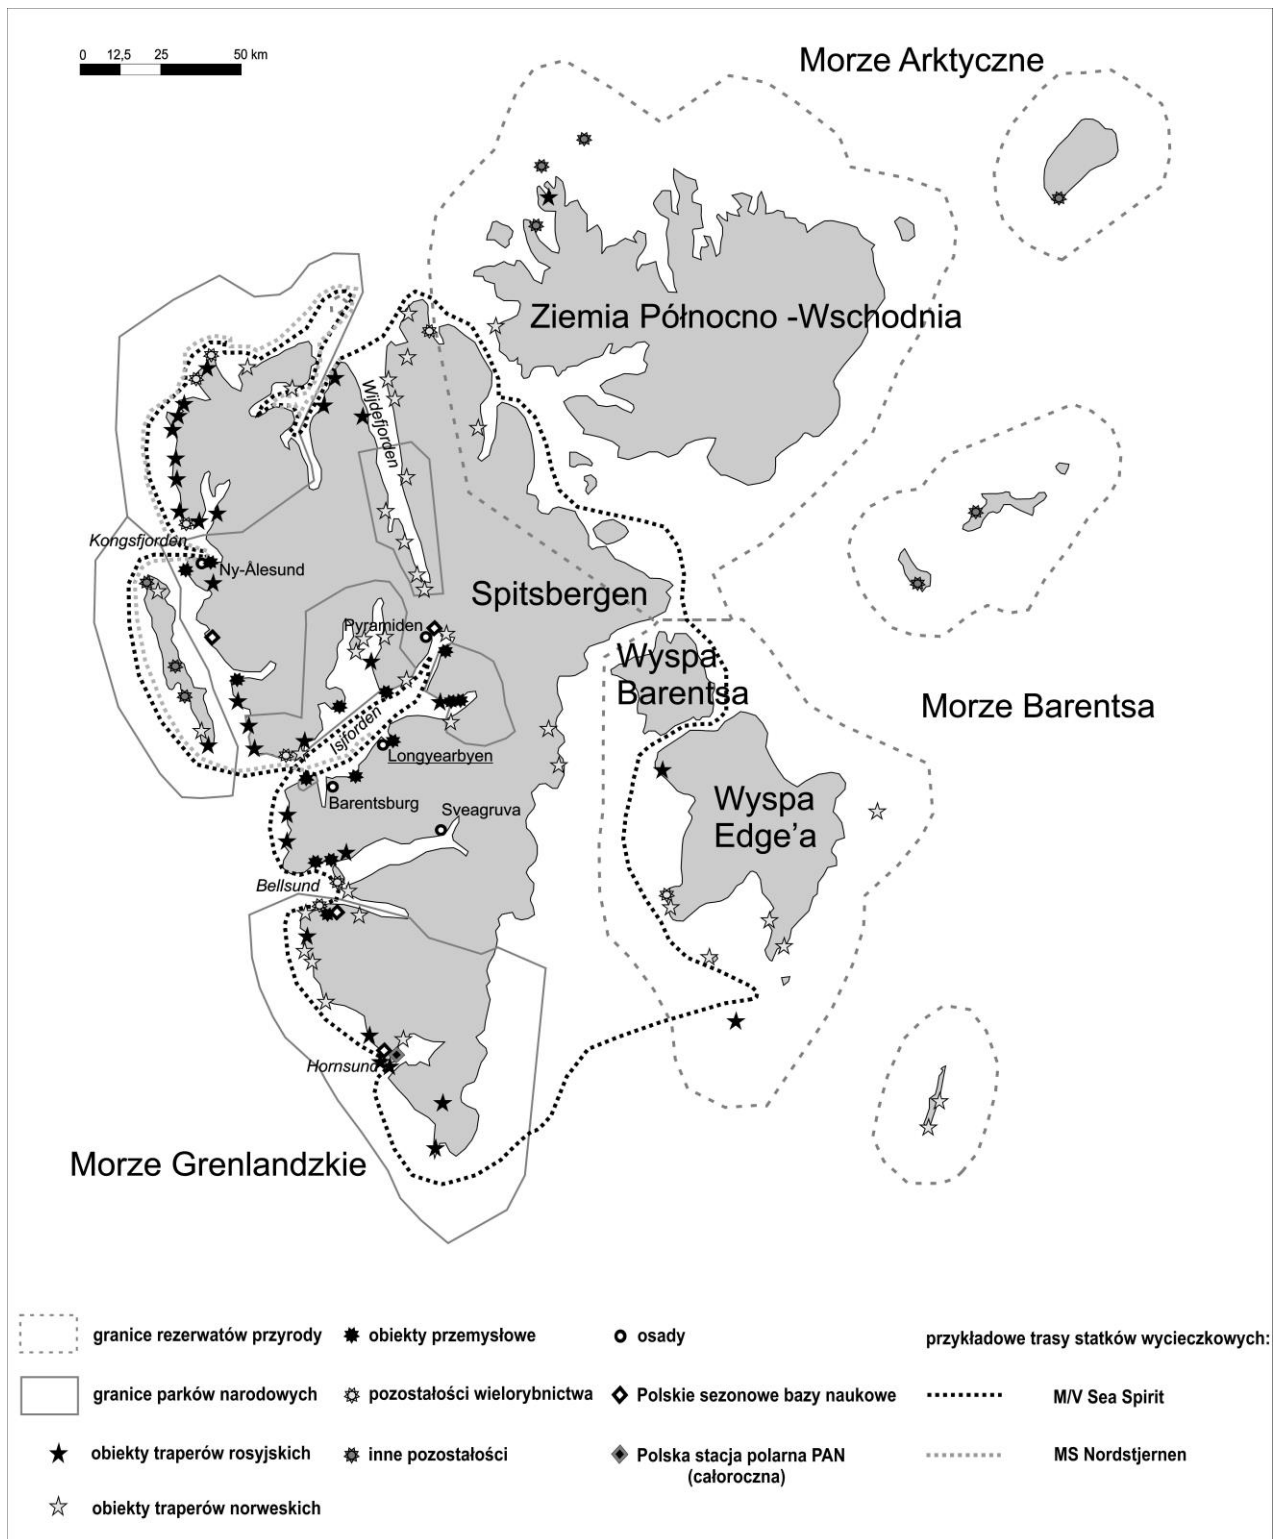 0 12,5 25 50 km
Morze Arktyczne
Ziemia Północno -Wschodnia
Wijdefjorden
Kongsfjorden
Ny-Ålesund
Spitsbergen
Pyramiden
Wyspa
Barentsa
Morze Barentsa
Isjforden
Longyearbyen
Barentsburg
Sveagruva
Wyspa
Edge’a
Bellsund
Hornsund
Morze Grenlandzkie
granice rezerwatów przyrody
obiekty przemysłowe
osady
przykładowe trasy statków wycieczkowych:
granice parków narodowych
pozostałości wielorybnictwa
Polskie sezonowe bazy naukowe
M/V Sea Spirit
obiekty traperów rosyjskich
inne pozostałości
Polska stacja polarna PAN
(całoroczna)
MS Nordstjernen
obiekty traperów norweskich